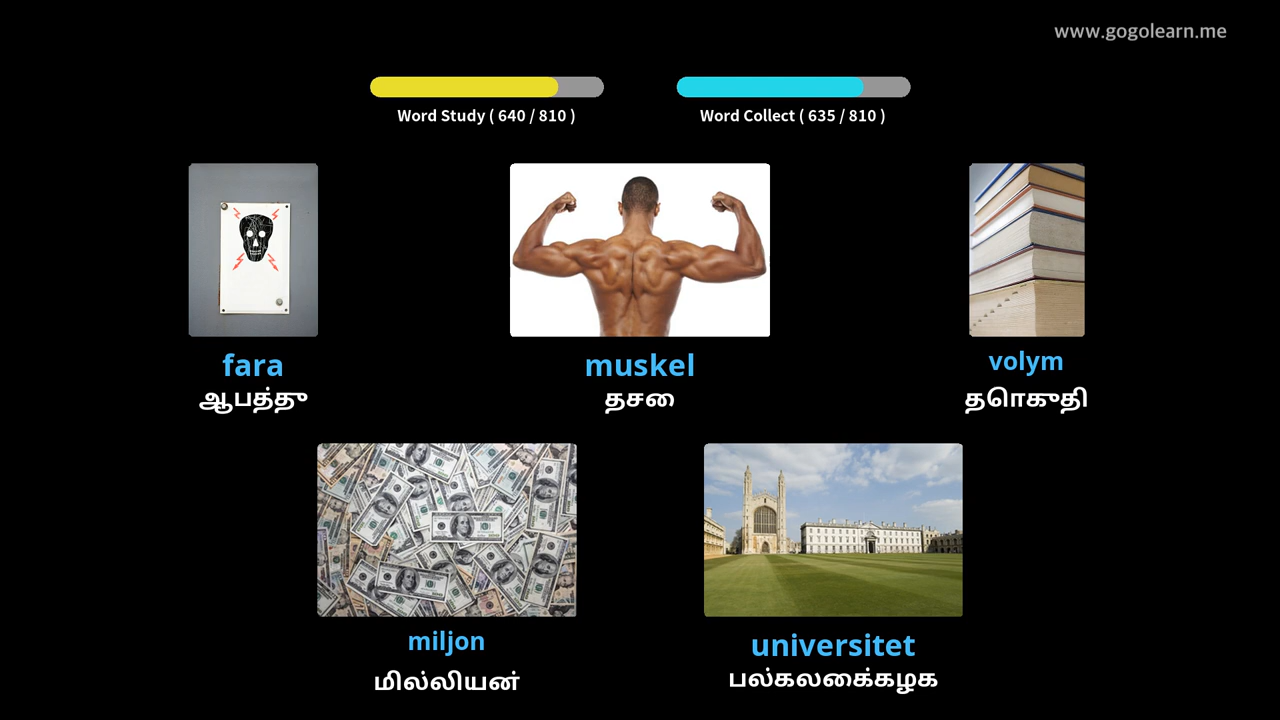 www.gogolearn.me
Word Study ( 640 / 810 )
Word Collect ( 635 / 810 )
fara
ஆபத்து
muskel
தசை
volym
தொகுதி
miljon
மில்லியன்
universitet
பல்கலைக்கழக